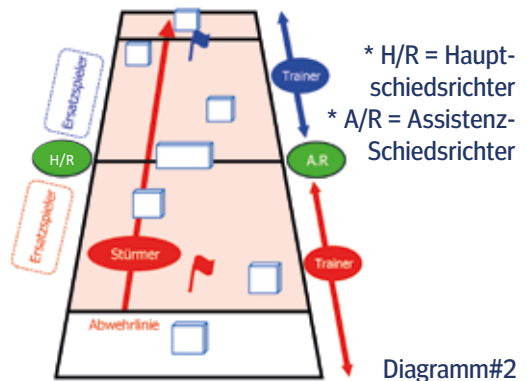 Ersatzspieler
Trainer
* H/R = Haupt-
schiedsrichter
* A/R = Assistenz-
Schiedsrichter
H/R
A.R
Ersatzspieler
Stürmer
Trainer
Abwehrlinie
Diagramm#2